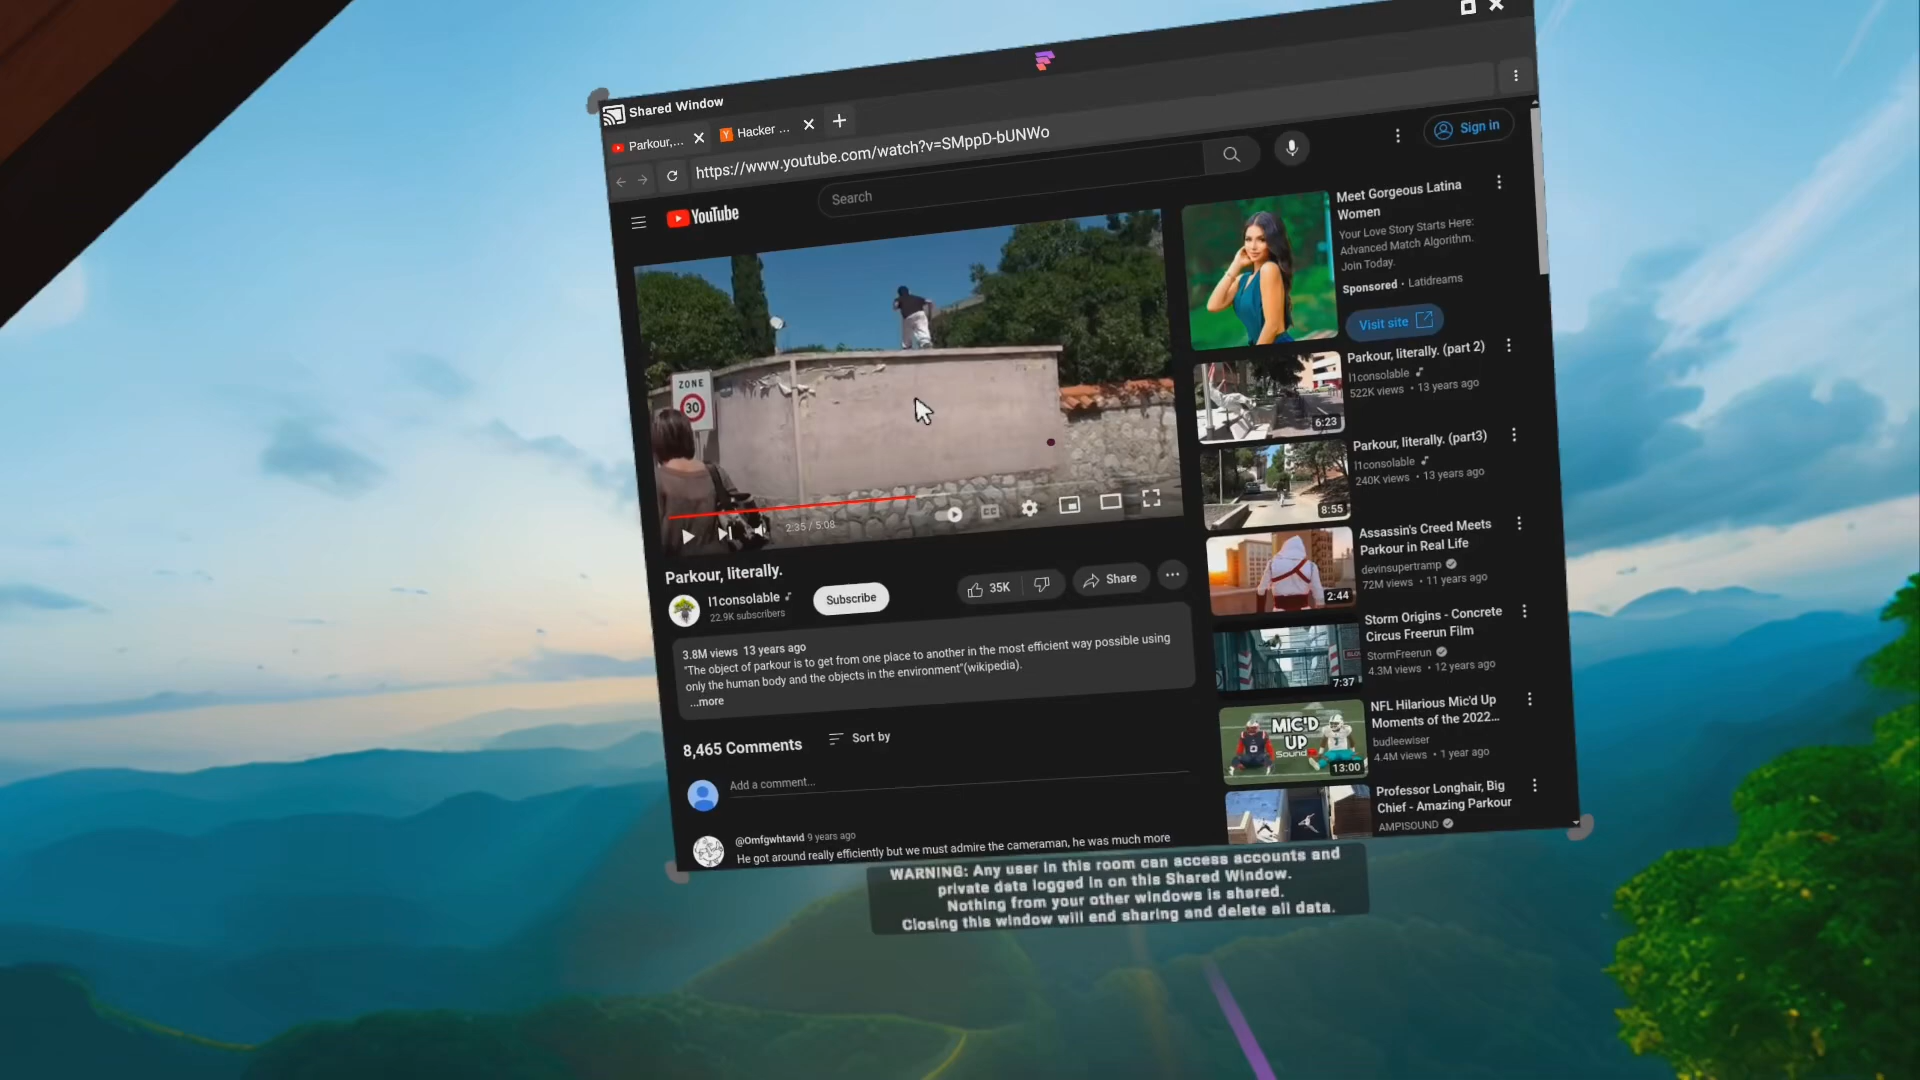 Shared Window
Parkour,...
Hacker ...
https://www.youtube.com/watch?v=SMppD-bUNWo
YouTube
Search
Sign in
ZONE
30
2:35 / 5:08
CC
Parkour, literally.
l1consolable
22.9K subscribers
Subscribe
35K
Share
3.8M views 13 years ago
"The object of parkour is to get from one place to another in the most efficient way possible using
only the human body and the objects in the environment"(wikipedia).
...more
8,465 Comments
Sort by
Add a comment...
@Omfgwhtavid 9 years ago
He got around really efficiently but we must admire the cameraman, he was much more
Meet Gorgeous Latina
Women
Your Love Story Starts Here:
Advanced Match Algorithm.
Join Today.
Sponsored • Latidreams
Visit site
6:23
Parkour, literally. (part 2)
l1consolable
522K views • 13 years ago
8:55
Parkour, literally. (part3)
l1consolable
240K views • 13 years ago
2:44
Assassin's Creed Meets
Parkour in Real Life
devinsupertramp
72M views • 11 years ago
7:37
Storm Origins - Concrete
Circus Freerun Film
StormFreerun
4.3M views • 12 years ago
MIC'D
UP
Sound
13:00
NFL Hilarious Mic'd Up
Moments of the 2022...
budleewiser
4.4M views • 1 year ago
Professor Longhair, Big
Chief - Amazing Parkour
AMPISOUND
WARNING: Any user in this room can access accounts and
private data logged in on this Shared Window.
Nothing from your other windows is shared.
Closing this window will end sharing and delete all data.